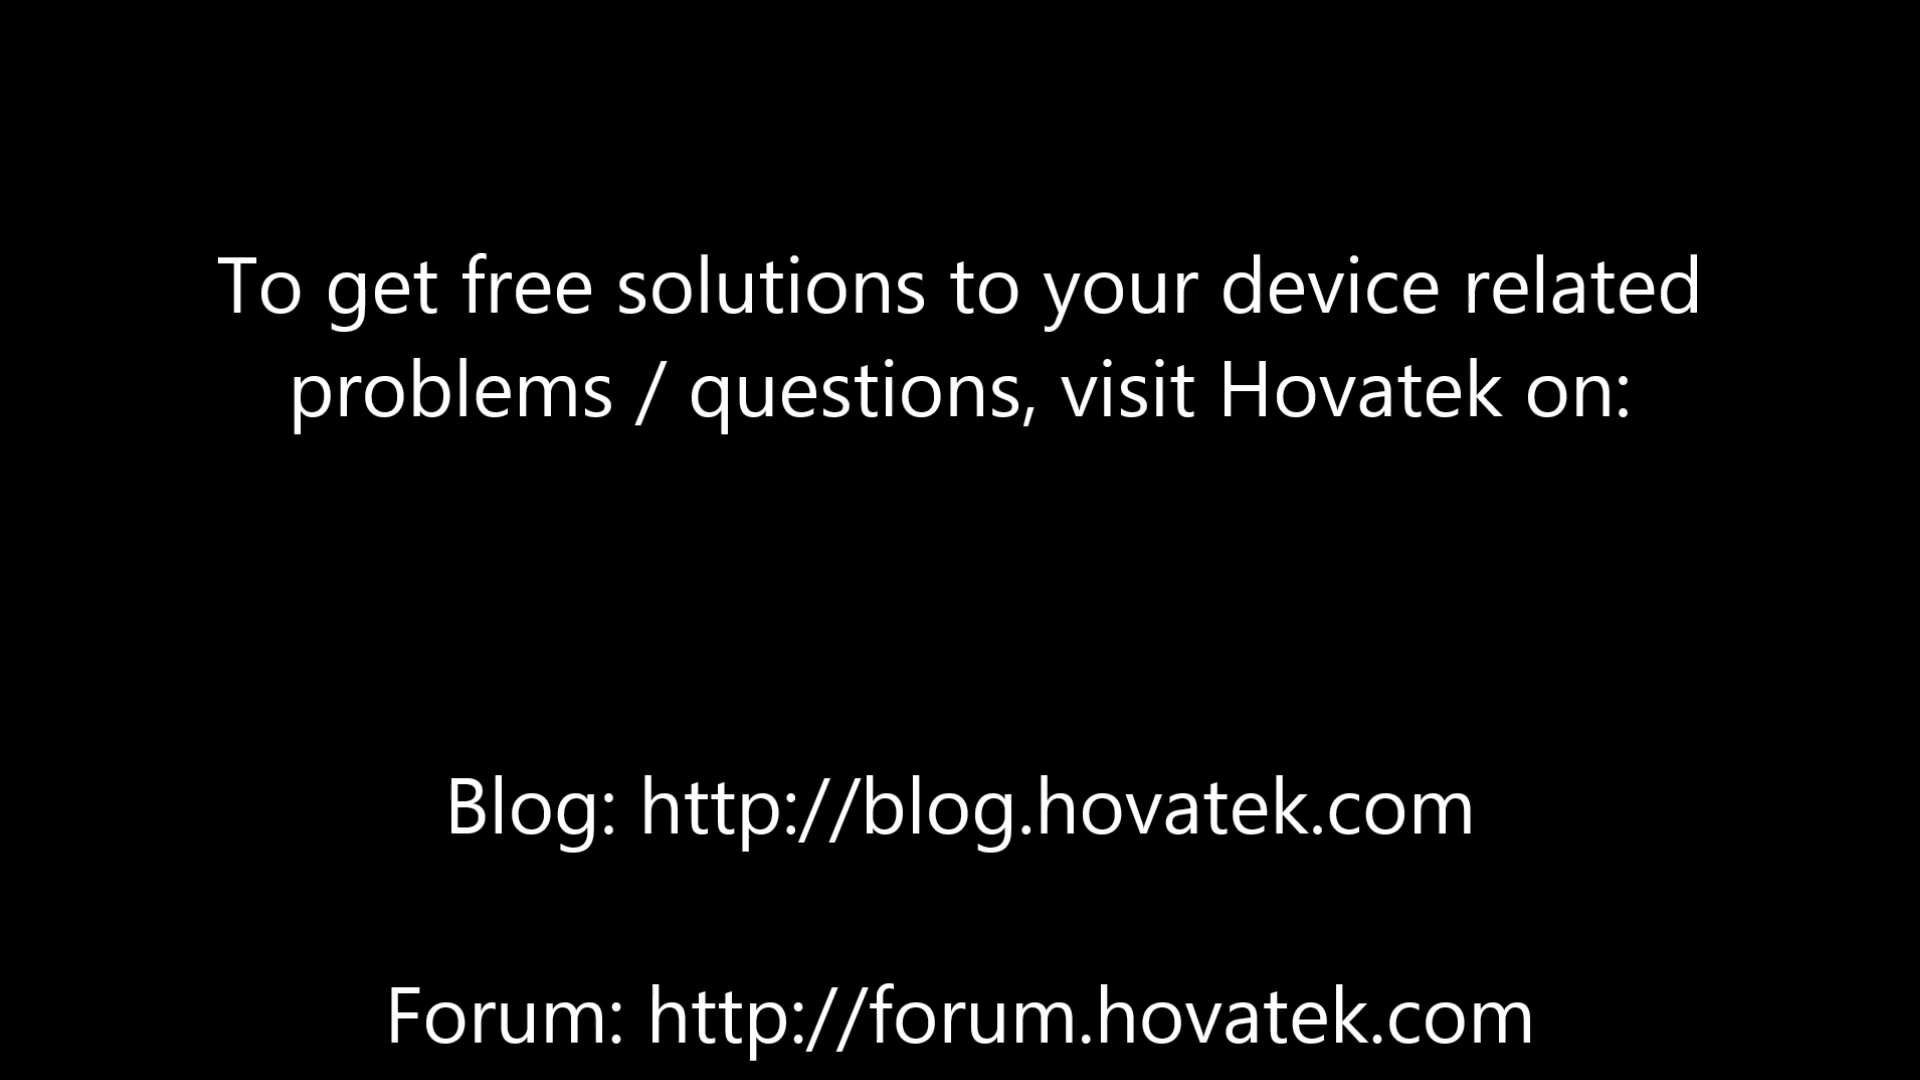 To get free solutions to your device related
problems / questions, visit Hovatek on:
Blog: http://blog.hovatek.com
Forum: http://forum.hovatek.com